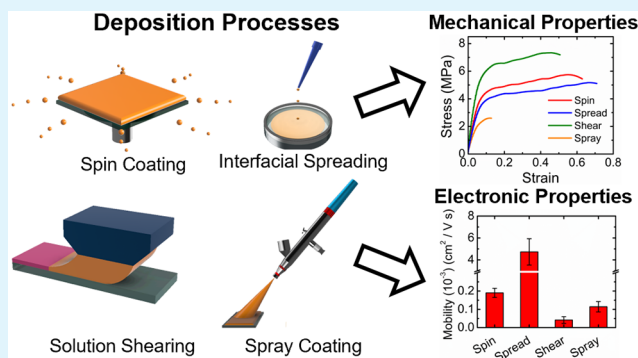 Deposition Processes
Spin Coating
Interfacial Spreading
Solution Shearing
Spray Coating
Mechanical Properties
Stress (MPa)
8
6
4
2
0
Spin
Spread
Shear
Spray
0.0 0.2 0.4 0.6 0.8
Strain
Electronic Properties
Mobility (10⁻³) (cm² / V s)
8
6
4
0.2
0.1
0.0
Spin Spread Shear Spray